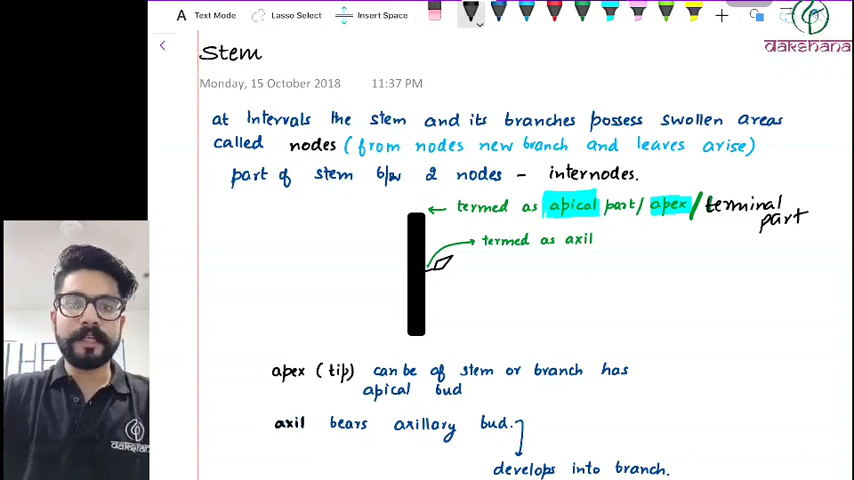 A Text Mode Lasso Select Insert Space
dakshana
Stem
Monday, 15 October 2018 11:37 PM
at intervals the stem and its branches possess swollen areas
called nodes (from nodes new branch and leaves arise)
part of stem b/w 2 nodes - internodes.
← termed as apical part/ apex / terminal
part
→ termed as axil
apex (tip) can be of stem or branch has
apical bud
axil bears axillary bud.
develops into branch.
dakshana